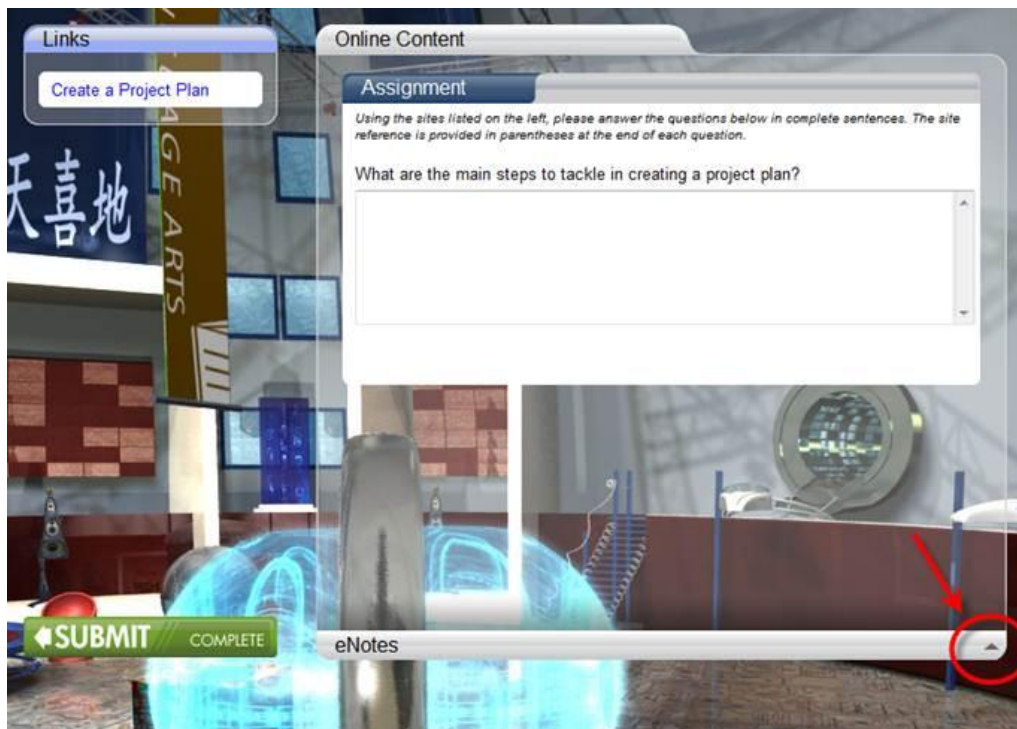 Links
Create a Project Plan
Online Content
Assignment
Using the sites listed on the left, please answer the questions below in complete sentences. The site
reference is provided in parentheses at the end of each question.
What are the main steps to tackle in creating a project plan?
天喜地
AGE ARTS
SUBMIT COMPLETE
eNotes